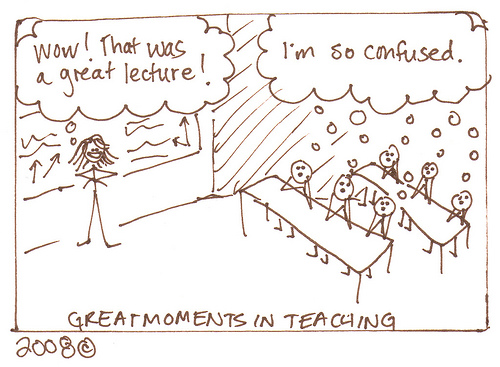 Wow! That was
a great lecture!
I'm so confused.
GREAT MOMENTS IN TEACHING
2008©